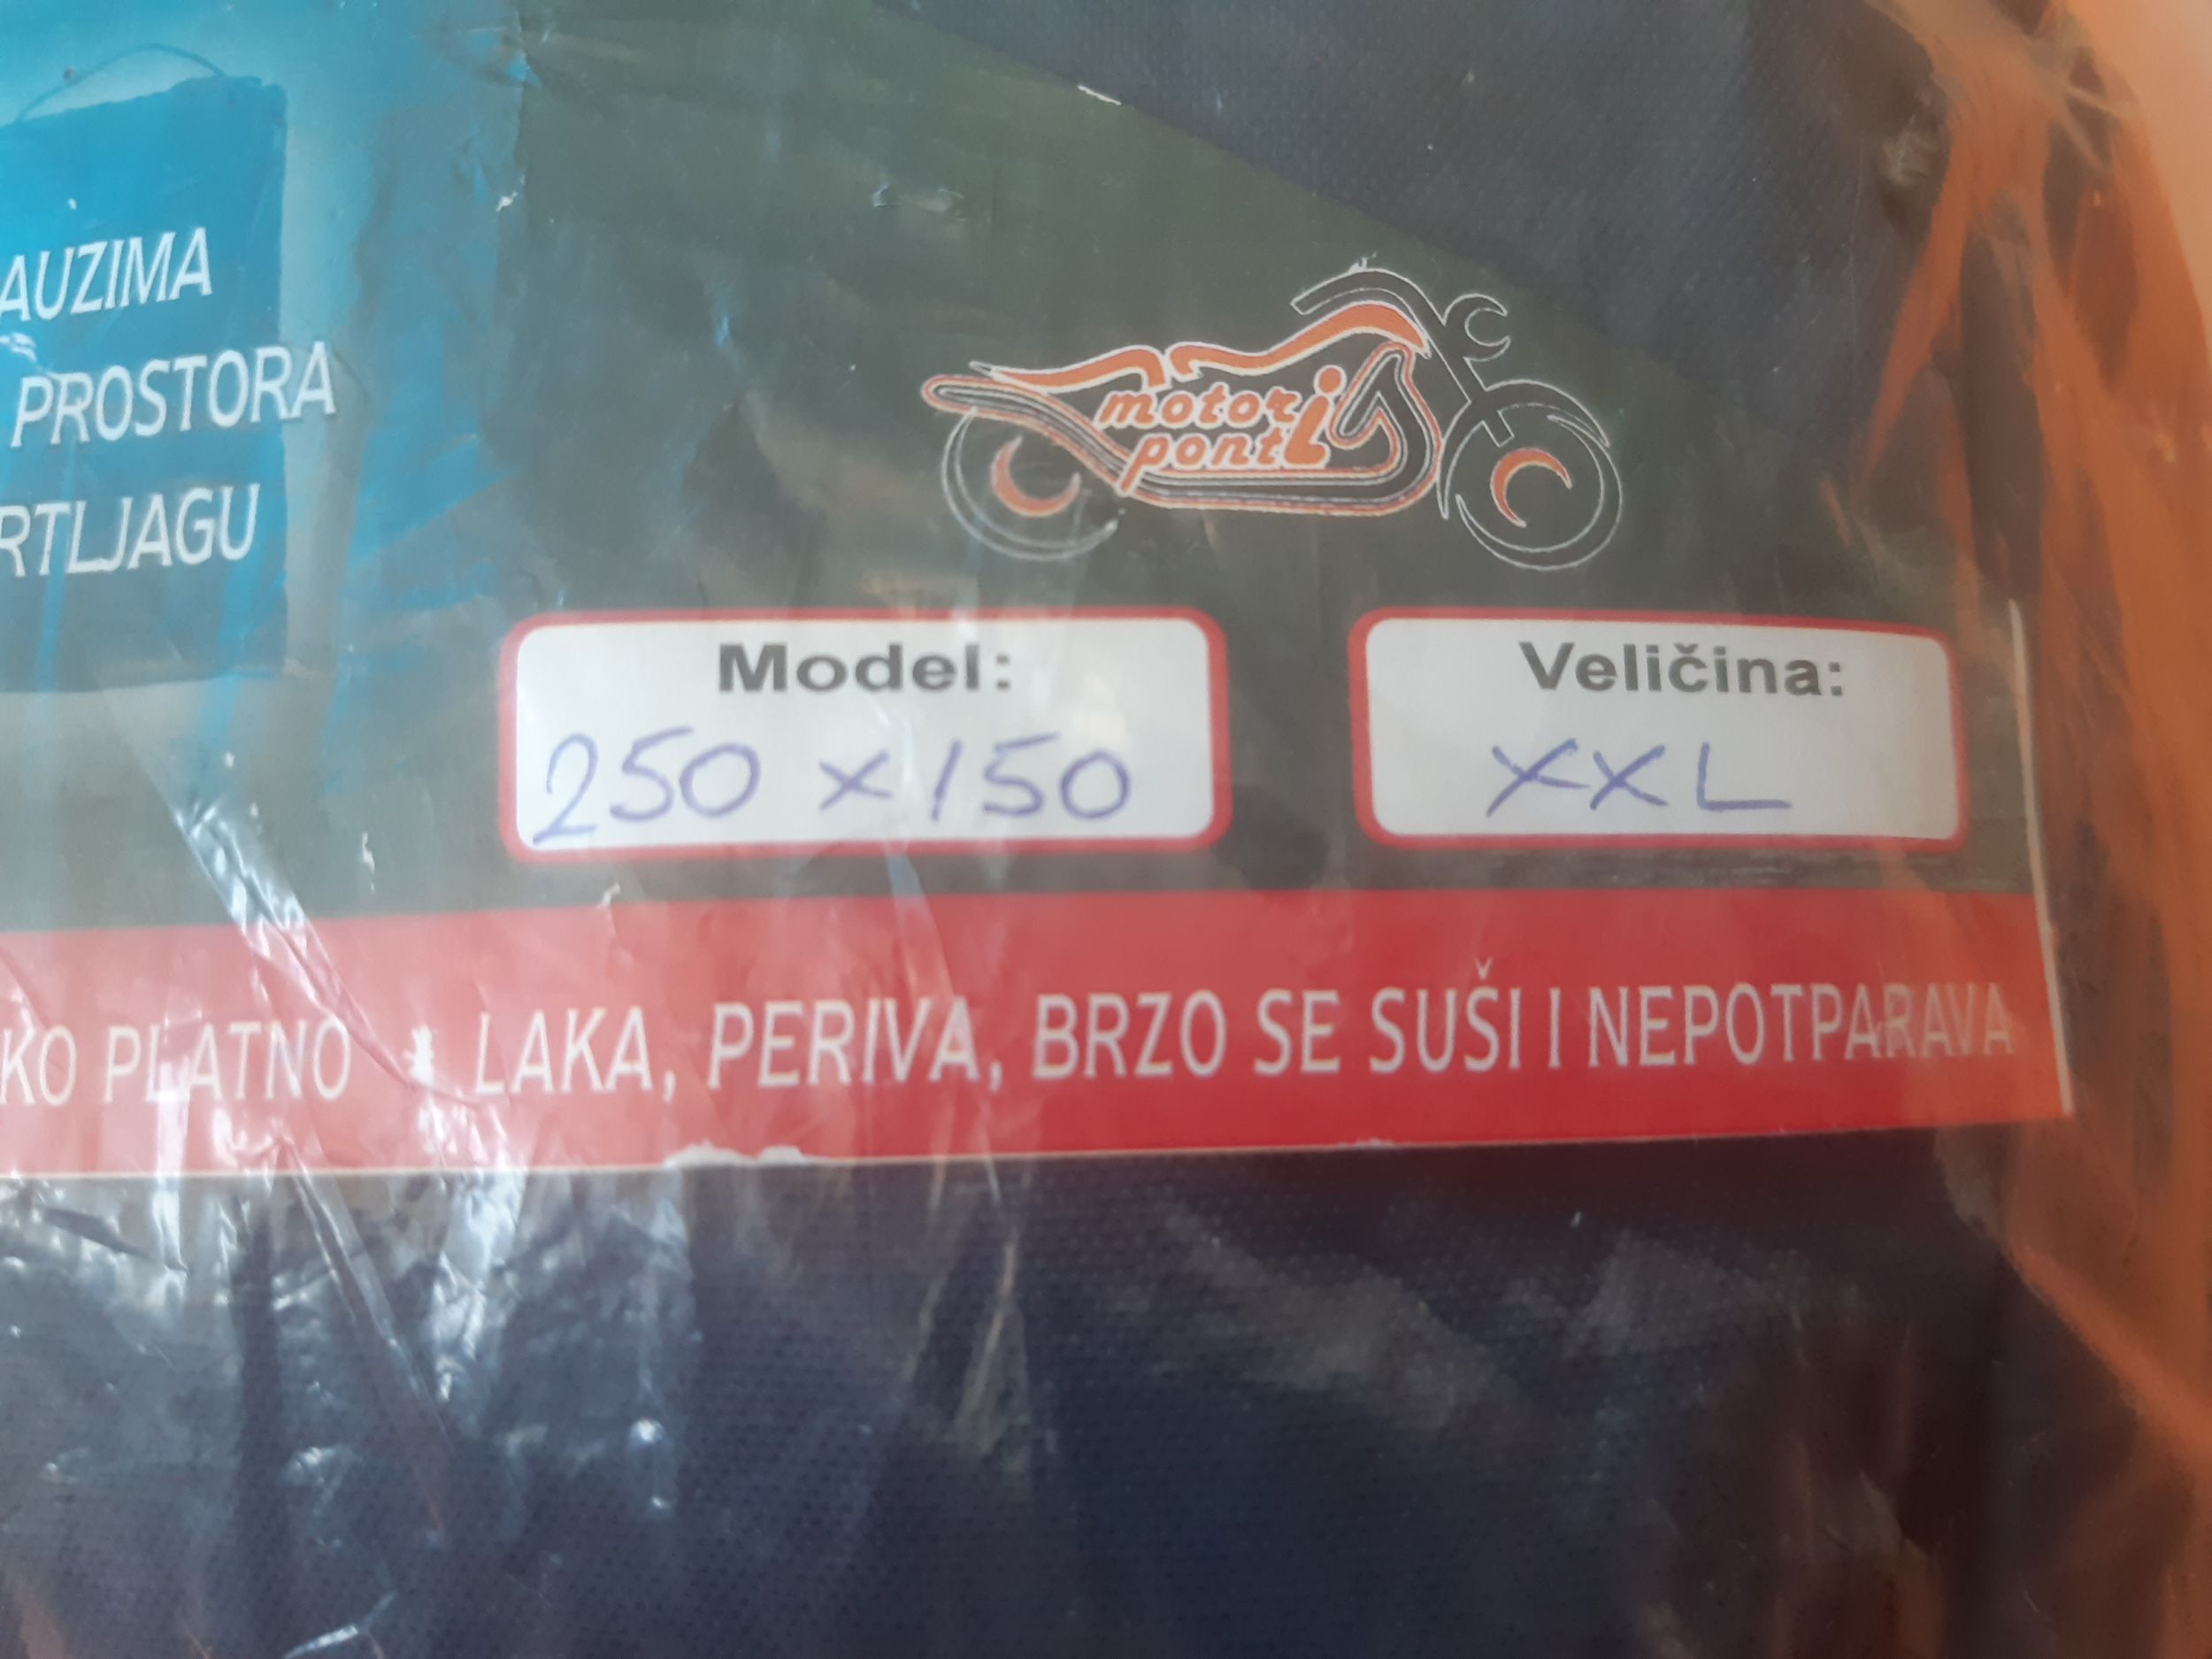 AUZIMA
PROSTORA
RTLJAGU
motori
ponti
Model:
250 x 150
Veličina:
XXL
KO PLATNO * LAKA, PERIVA, BRZO SE SUŠI I NEPOTPARAVA